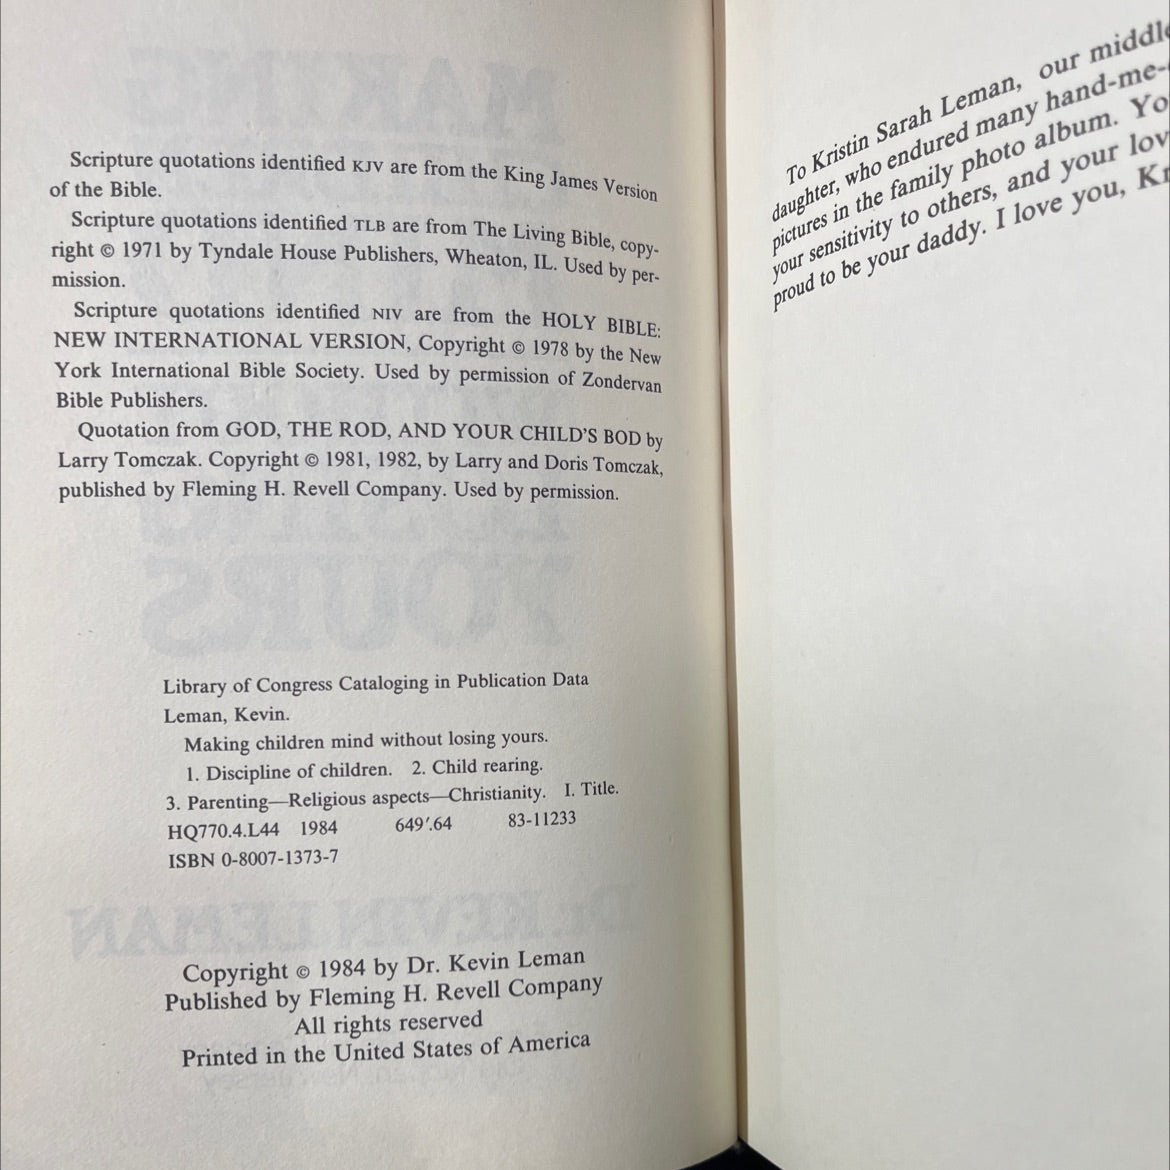 Scripture quotations identified KJV are from the King James Version
of the Bible.
Scripture quotations identified TLB are from The Living Bible, copy-
right © 1971 by Tyndale House Publishers, Wheaton, IL. Used by per-
mission.
Scripture quotations identified NIV are from the HOLY BIBLE:
NEW INTERNATIONAL VERSION, Copyright © 1978 by the New
York International Bible Society. Used by permission of Zondervan
Bible Publishers.
Quotation from GOD, THE ROD, AND YOUR CHILD'S BOD by
Larry Tomczak. Copyright © 1981, 1982, by Larry and Doris Tomczak,
published by Fleming H. Revell Company. Used by permission.
Library of Congress Cataloging in Publication Data
Leman, Kevin.
Making children mind without losing yours.
1. Discipline of children. 2. Child rearing.
3. Parenting—Religious aspects—Christianity. I. Title.
HQ770.4.L44 1984 649′.64 83-11233
ISBN 0-8007-1373-7
Copyright © 1984 by Dr. Kevin Leman
Published by Fleming H. Revell Company
All rights reserved
Printed in the United States of America
To Kristin Sarah Leman, our middl
daughter, who endured many hand-me-
pictures in the family photo album. Yo
your sensitivity to others, and your lov
proud to be your daddy. I love you, Kr